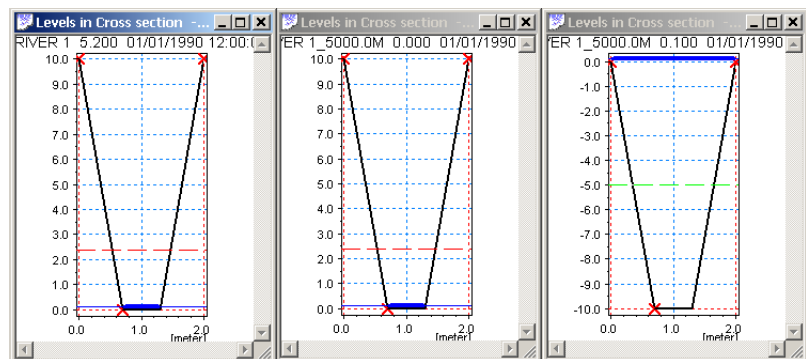 Levels in Cross section -...
RIVER 1 5.200 01/01/1990 12:00:
10.0
9.0
8.0
7.0
6.0
5.0
4.0
3.0
2.0
1.0
0.0
0.0 1.0 2.0
[meter]
Levels in Cross section -...
ER 1_5000.0M 0.000 01/01/1990
10.0
9.0
8.0
7.0
6.0
5.0
4.0
3.0
2.0
1.0
0.0
0.0 1.0 2.0
[meter]
Levels in Cross section -...
ER 1_5000.0M 0.100 01/01/1990
0.0
-1.0
-2.0
-3.0
-4.0
-5.0
-6.0
-7.0
-8.0
-9.0
-10.0
0.0 1.0 2.0
[meter]